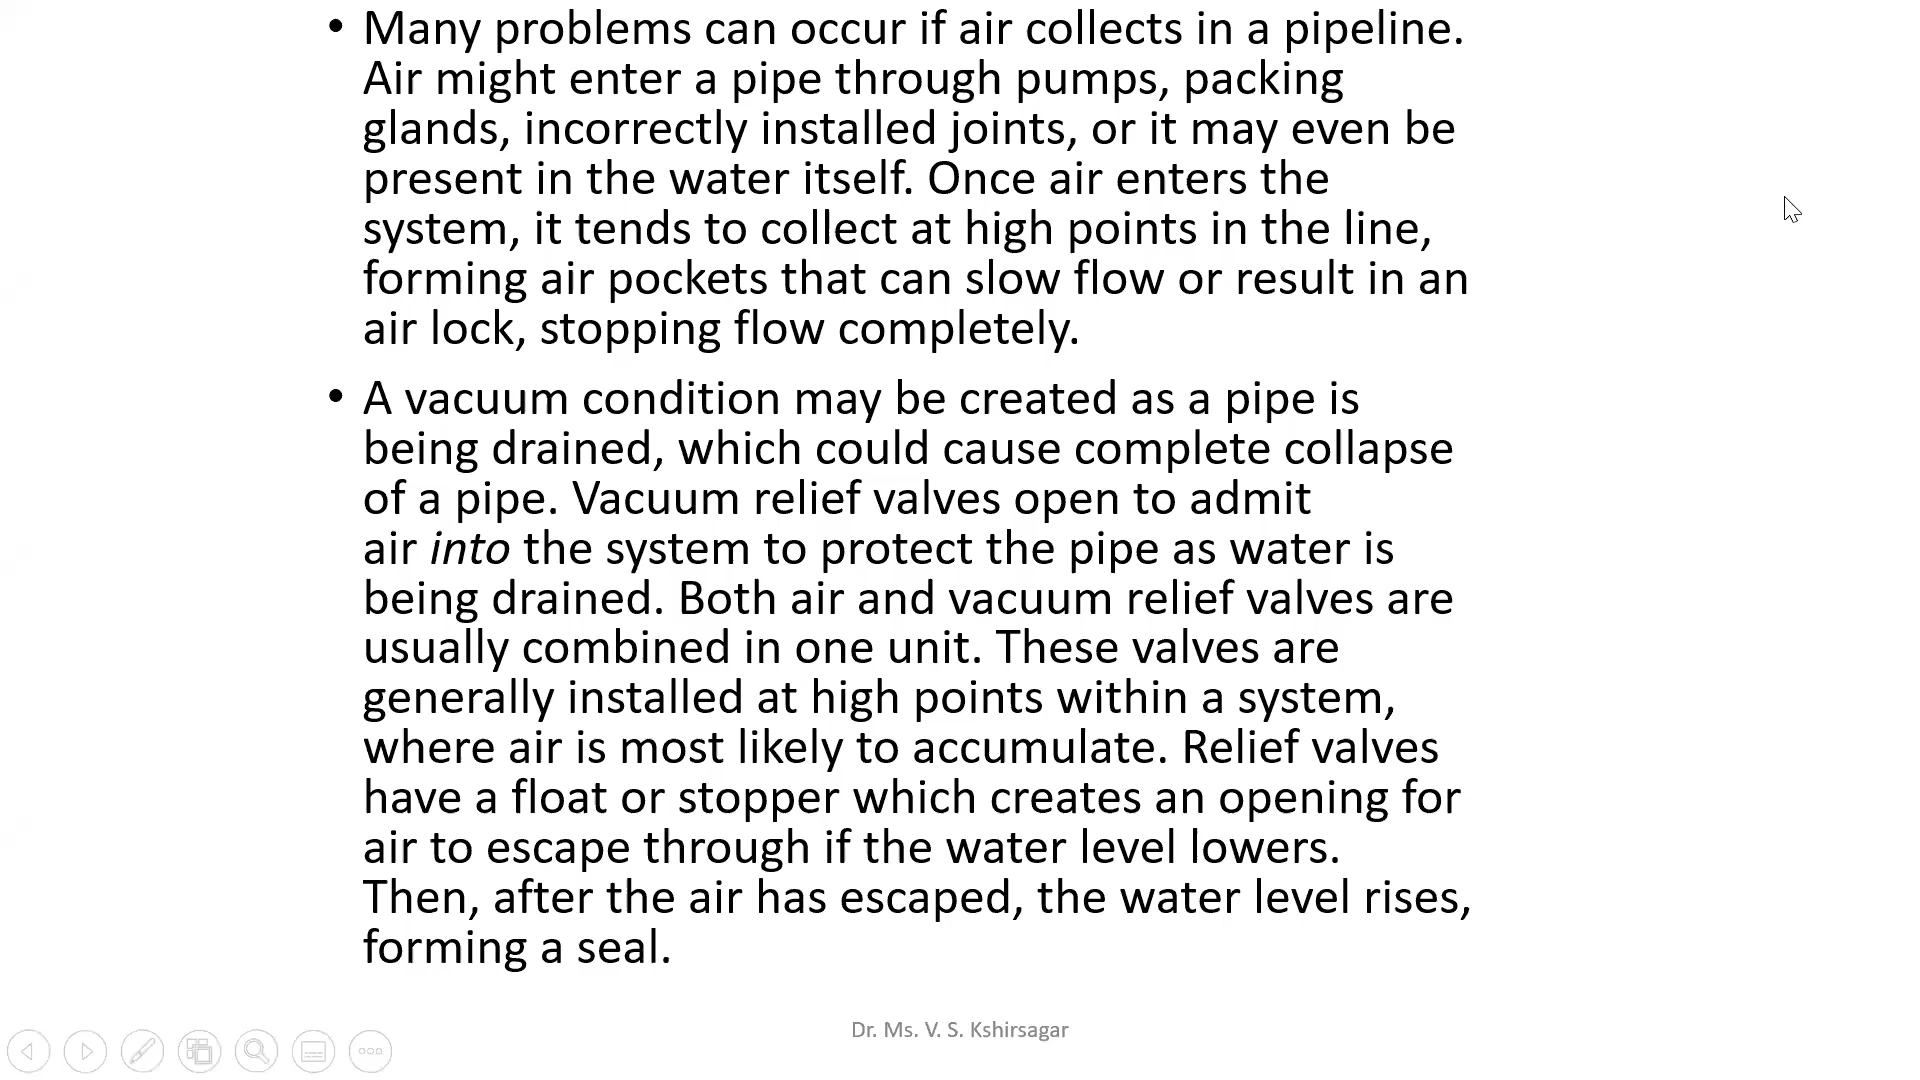 • Many problems can occur if air collects in a pipeline.
Air might enter a pipe through pumps, packing
glands, incorrectly installed joints, or it may even be
present in the water itself. Once air enters the
system, it tends to collect at high points in the line,
forming air pockets that can slow flow or result in an
air lock, stopping flow completely.
• A vacuum condition may be created as a pipe is
being drained, which could cause complete collapse
of a pipe. Vacuum relief valves open to admit
air into the system to protect the pipe as water is
being drained. Both air and vacuum relief valves are
usually combined in one unit. These valves are
generally installed at high points within a system,
where air is most likely to accumulate. Relief valves
have a float or stopper which creates an opening for
air to escape through if the water level lowers.
Then, after the air has escaped, the water level rises,
forming a seal.
Dr. Ms. V. S. Kshirsagar